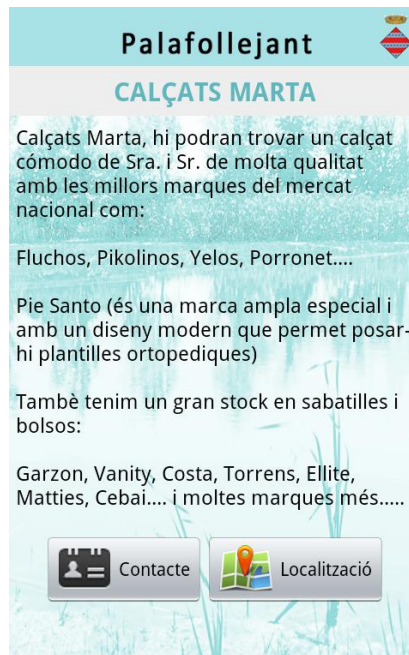 Palafollejant
CALÇATS MARTA
Calçats Marta, hi podran trovar un calçat
cómodo de Sra. i Sr. de molta qualitat
amb les millors marques del mercat
nacional com:
Fluchos, Pikolinos, Yelos, Porronet....
Pie Santo (és una marca ampla especial i
amb un diseny modern que permet posar-
hi plantilles ortopediques)
Tambè tenim un gran stock en sabatilles i
bolsos:
Garzon, Vanity, Costa, Torrens, Ellite,
Matties, Cebai.... i moltes marques més.....
Contacte
Localització